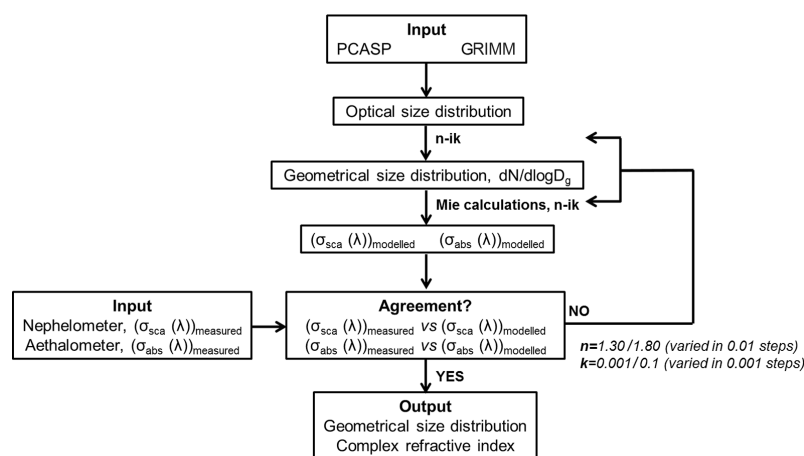 Input
PCASP GRIMM
Optical size distribution
n-ik
Geometrical size distribution, dN/dlogDg
Mie calculations, n-ik
(σsca (λ))modelled (σabs (λ))modelled
Input
Nephelometer, (σsca (λ))measured
Aethalometer, (σabs (λ))measured
Agreement?
(σsca (λ))measured vs (σsca (λ))modelled
(σabs (λ))measured vs (σabs (λ))modelled
NO
n=1.30/1.80 (varied in 0.01 steps)
k=0.001/0.1 (varied in 0.001 steps)
YES
Output
Geometrical size distribution
Complex refractive index